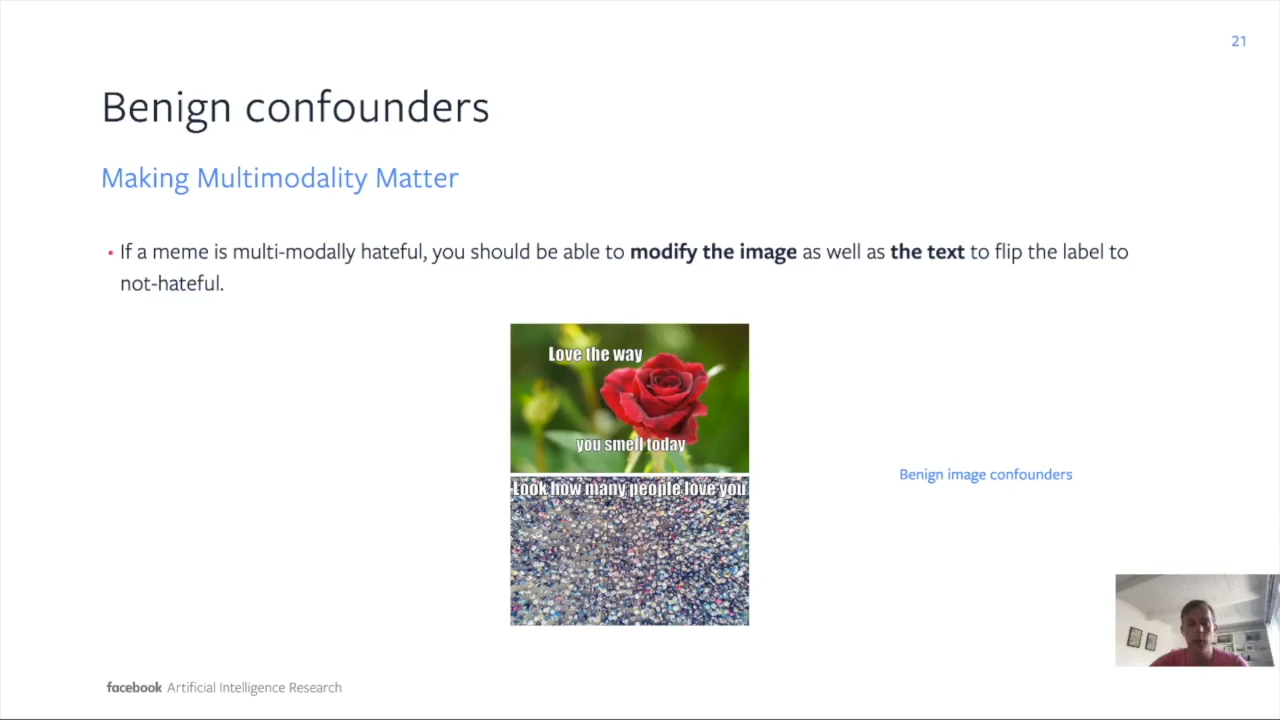 21
Benign confounders
Making Multimodality Matter
• If a meme is multi-modally hateful, you should be able to modify the image as well as the text to flip the label to
not-hateful.
Love the way
you smell today
Look how many people love you
Benign image confounders
facebook Artificial Intelligence Research